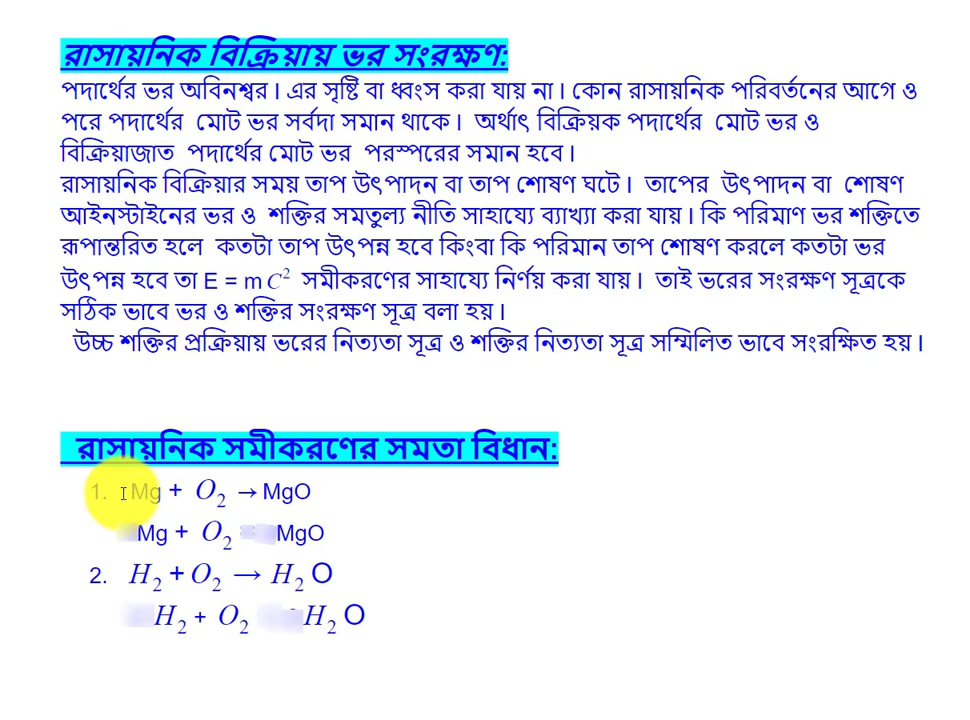 রাসায়নিক বিক্রিয়ায় ভর সংরক্ষণ:
পদার্থের ভর অবিনশ্বর। এর সৃষ্টি বা ধ্বংস করা যায় না। কোন রাসায়নিক পরিবর্তনের আগে ও
পরে পদার্থের মোট ভর সর্বদা সমান থাকে। অর্থাৎ বিক্রিয়ক পদার্থের মোট ভর ও
বিক্রিয়াজাত পদার্থের মোট ভর পরস্পরের সমান হবে।
রাসায়নিক বিক্রিয়ার সময় তাপ উৎপাদন বা তাপ শোষণ ঘটে। তাপের উৎপাদন বা শোষণ
আইনস্টাইনের ভর ও শক্তির সমতুল্য নীতি সাহায্যে ব্যাখ্যা করা যায়। কি পরিমাণ ভর শক্তিতে
রূপান্তরিত হলে কতটা তাপ উৎপন্ন হবে কিংবা কি পরিমান তাপ শোষণ করলে কতটা ভর
উৎপন্ন হবে তা E = m C² সমীকরণের সাহায্যে নির্ণয় করা যায়। তাই ভরের সংরক্ষণ সূত্রকে
সঠিক ভাবে ভর ও শক্তির সংরক্ষণ সূত্র বলা হয়।
উচ্চ শক্তির প্রক্রিয়ায় ভরের নিত্যতা সূত্র ও শক্তির নিত্যতা সূত্র সম্মিলিত ভাবে সংরক্ষিত হয়।
রাসায়নিক সমীকরণের সমতা বিধান:
1. Mg + O₂ → MgO
Mg + O₂ MgO
2. H₂ + O₂ → H₂ O
H₂ + O₂ H₂ O